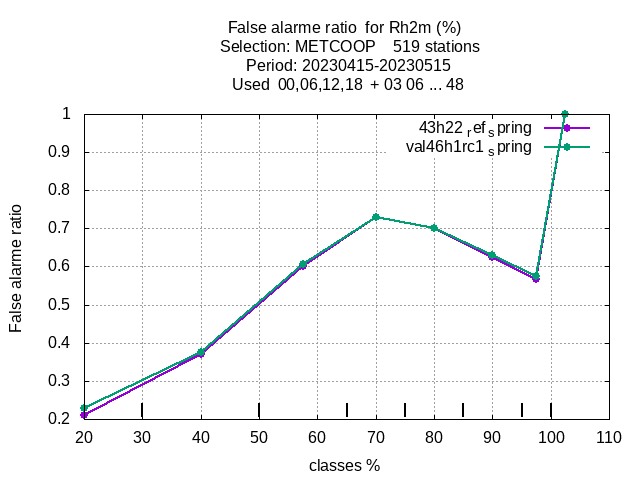 False alarme ratio  for Rh2m (%)
Selection: METCOOP    519 stations
Period: 20230415-20230515
Used  00,06,12,18  + 03 06 ... 48
43h22 ref spring
val46h1rc1 spring
False alarme ratio
1
0.9
0.8
0.7
0.6
0.5
0.4
0.3
0.2
20 30 40 50 60 70 80 90 100 110
classes %